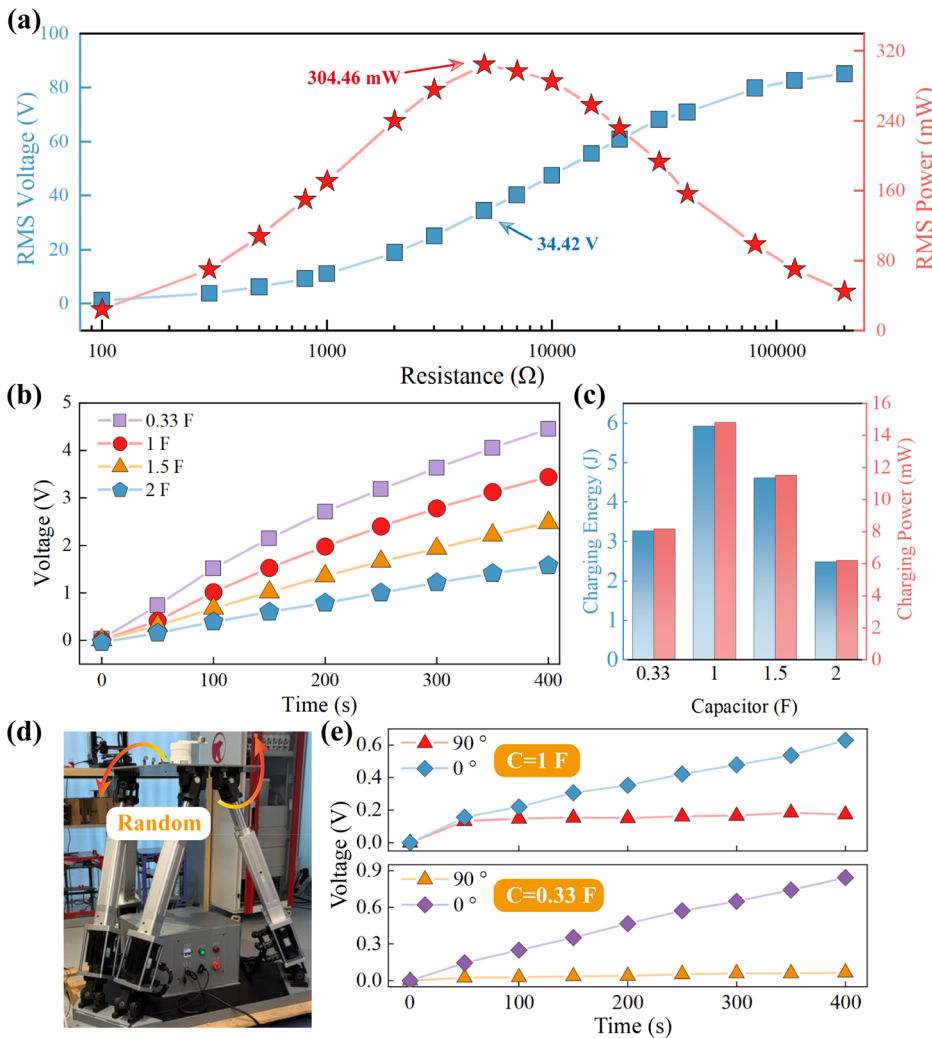 (a)
100
80
60
40
20
0
RMS Voltage (V)
304.46 mW
34.42 V
320
240
160
80
0
RMS Power (mW)
100
1000
10000
100000
Resistance (Ω)
(b)
5
4
3
2
1
0
Voltage (V)
0.33 F
1 F
1.5 F
2 F
0
100
200
300
400
Time (s)
(c)
6
5
4
3
2
1
0
Charging Energy (J)
16
14
12
10
8
6
4
2
0
Charging Power (mW)
0.33
1
1.5
2
Capacitor (F)
(d)
Random
(e)
0.6
0.4
0.2
0.0
90 °
0 °
C=1 F
Voltage (V)
0.9
0.6
0.3
0.0
90 °
0 °
C=0.33 F
0
100
200
300
400
Time (s)